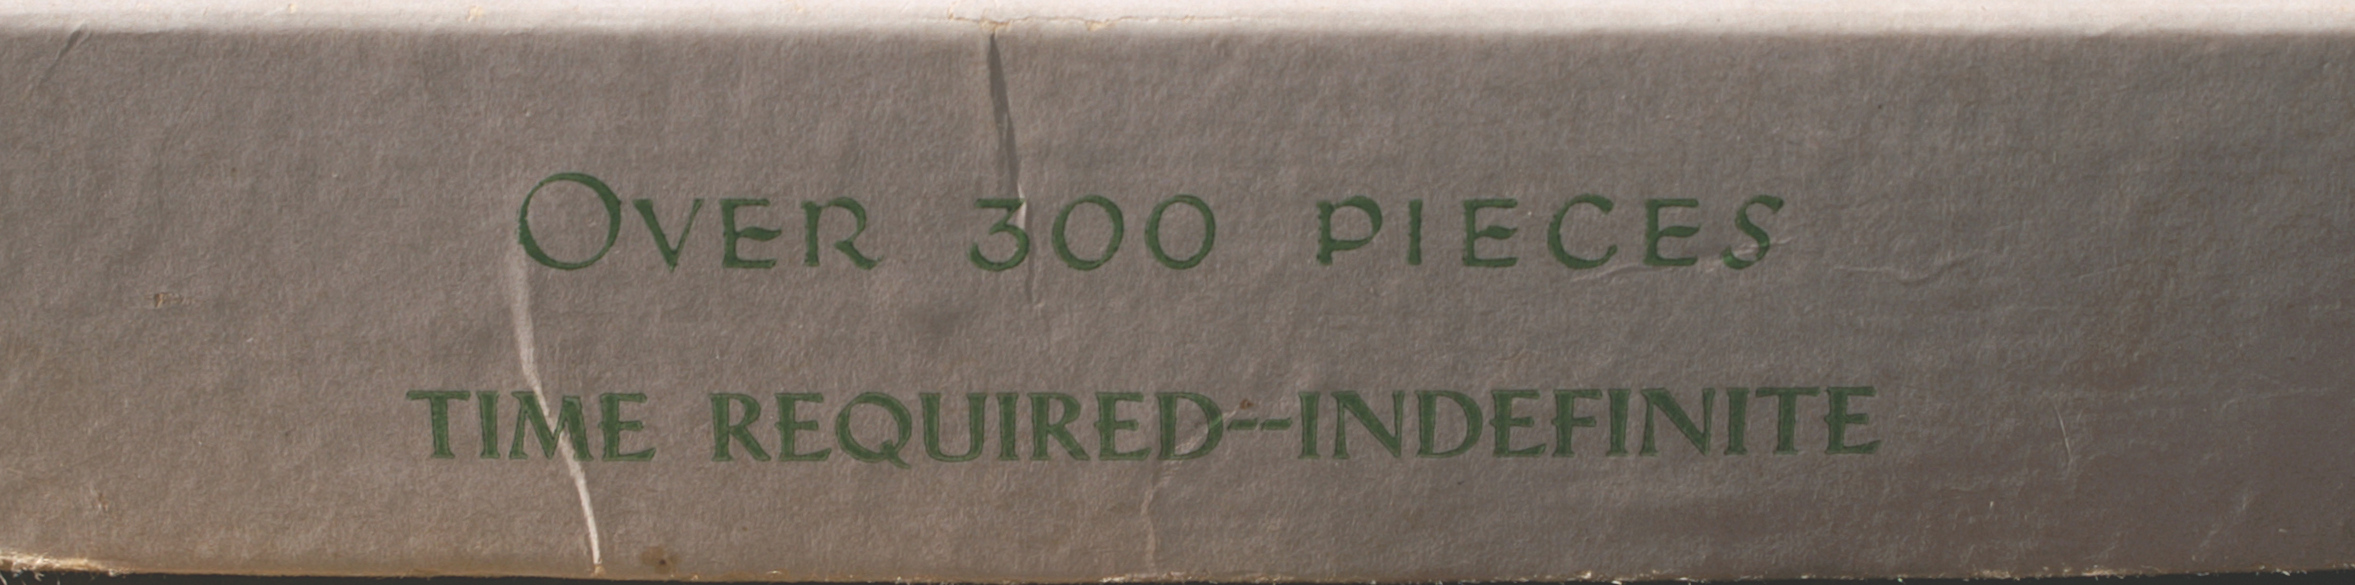 OVER 300 PIECES
TIME REQUIRED--INDEFINITE